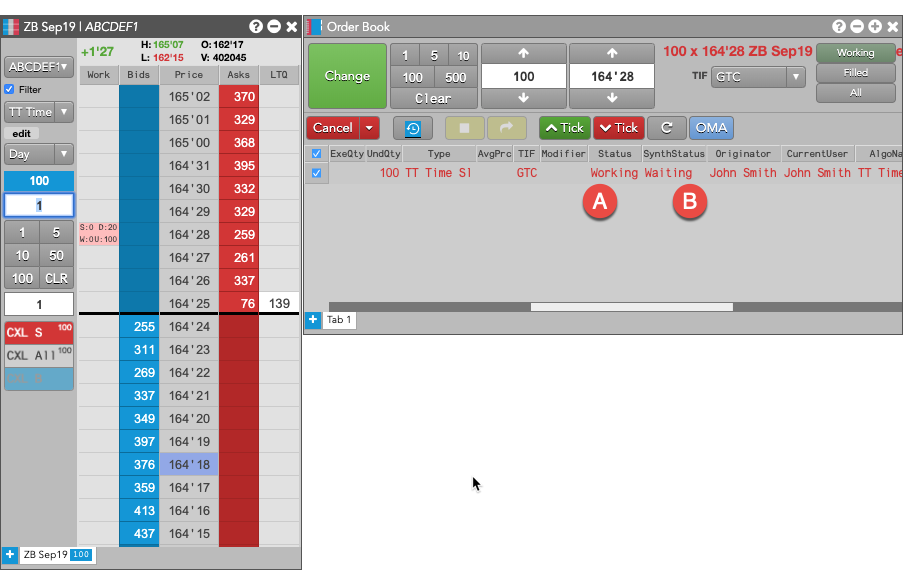 ZB Sep19 | ABCDEF1
+1'27
H: 165'07 O: 162'17
L: 162'15 V: 402045
ABCDEF1
Filter
TT Time
edit
Day
100
1
1 5
10 50
100 CLR
1
CXL S 100
CXL All 100
Work Bids Price Asks LTQ
165'02 370
165'01 329
165'00 368
164'31 395
164'30 332
164'29 329
S:0 D:20
W:0U:100
164'28 259
164'27 261
164'26 337
164'25 76 139
255 164'24
311 164'23
269 164'22
337 164'21
349 164'20
397 164'19
376 164'18
359 164'17
413 164'16
437 164'15
+ ZB Sep19 100
Order Book
Change
1 5 10
100 500
Clear
100
164'28
100 x 164'28 ZB Sep19
TIF GTC
Working
Filled
All
Cancel
Tick Tick C OMA
ExeQty UndQty Type AvgPrc TIF Modifier Status SynthStatus Originator CurrentUser AlgoNa
100 TT Time Sl GTC Working Waiting John Smith John Smith TT Time
A B
+ Tab 1